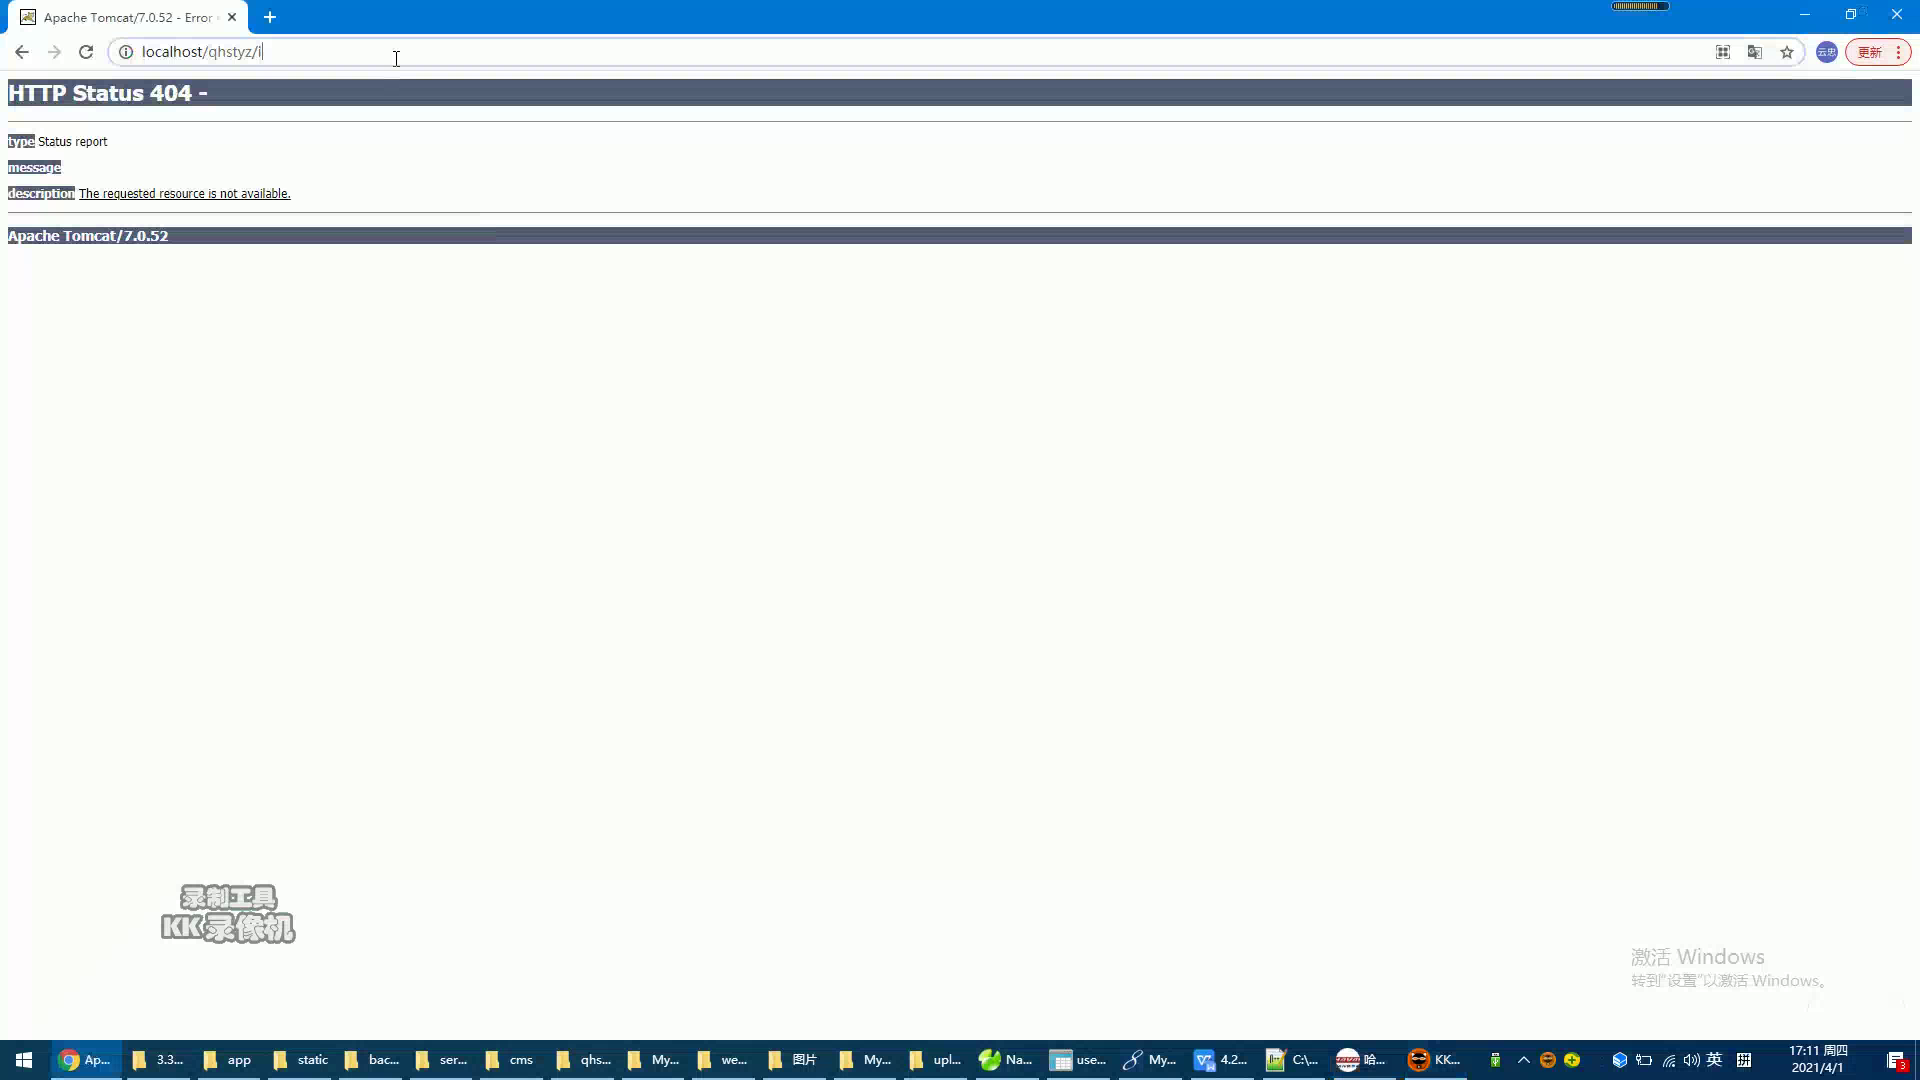 Apache Tomcat/7.0.52 - Error
localhost/qhstyz/i
云忠
更新
HTTP Status 404 -
type Status report
message
description The requested resource is not available.
Apache Tomcat/7.0.52
录制工具
KK录像机
激活 Windows
转到"设置"以激活 Windows。
Ap...
3.3...
app
static
bac...
ser...
cms
qhs...
My...
we...
图片
My...
upl...
Na...
use...
My...
4.2...
C:\...
哈...
KK...
英
17:11 周四
2021/4/1
3